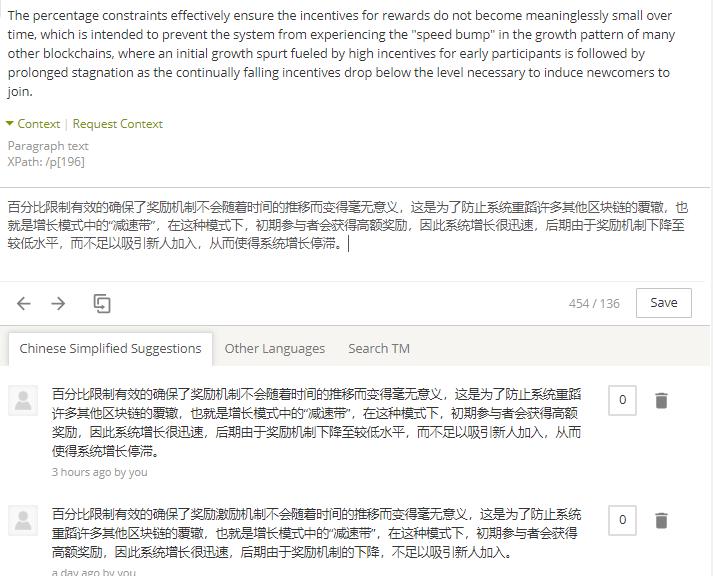 The percentage constraints effectively ensure the incentives for rewards do not become meaninglessly small over
time, which is intended to prevent the system from experiencing the "speed bump" in the growth pattern of many
other blockchains, where an initial growth spurt fueled by high incentives for early participants is followed by
prolonged stagnation as the continually falling incentives drop below the level necessary to induce newcomers to
join.
Context | Request Context
Paragraph text
XPath: /p[196]
百分比限制有效的确保了奖励机制不会随着时间的推移而变得毫无意义，这是为了防止系统重蹈许多其他区块链的覆辙，也
就是增长模式中的“减速带”，在这种模式下，初期参与者会获得高额奖励，因此系统增长很迅速，后期由于奖励机制下降至
较低水平，而不足以吸引新人加入，从而使得系统增长停滞。
454 / 136
Save
Chinese Simplified Suggestions
Other Languages
Search TM
百分比限制有效的确保了奖励机制不会随着时间的推移而变得毫无意义，这是为了防止系统重蹈
许多其他区块链的覆辙，也就是增长模式中的“减速带”，在这种模式下，初期参与者会获得高额
奖励，因此系统增长很迅速，后期由于奖励机制下降至较低水平，而不足以吸引新人加入，从而
使得系统增长停滞。
0
3 hours ago by you
百分比限制有效的确保了奖励激励机制不会随着时间的推移而变得毫无意义，这是为了防止系统
重蹈许多其他区块链的覆辙，也就是增长模式中的“减速带”，在这种模式下，初期参与者会获得
高额奖励，因此系统增长很迅速，后期由于奖励机制的下降，不足以吸引新人加入。
0
a day ago by you